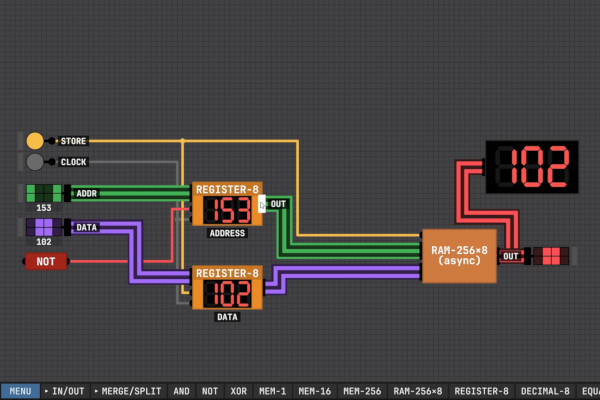 STORE
CLOCK
ADDR
153
DATA
102
NOT
REGISTER-8
153
OUT
ADDRESS
REGISTER-8
102
DATA
RAM-256×8
(async)
OUT
102
MENU
▸ IN/OUT
▸ MERGE/SPLIT
AND
NOT
XOR
MEM-1
MEM-16
MEM-256
RAM-256×8
REGISTER-8
DECIMAL-8